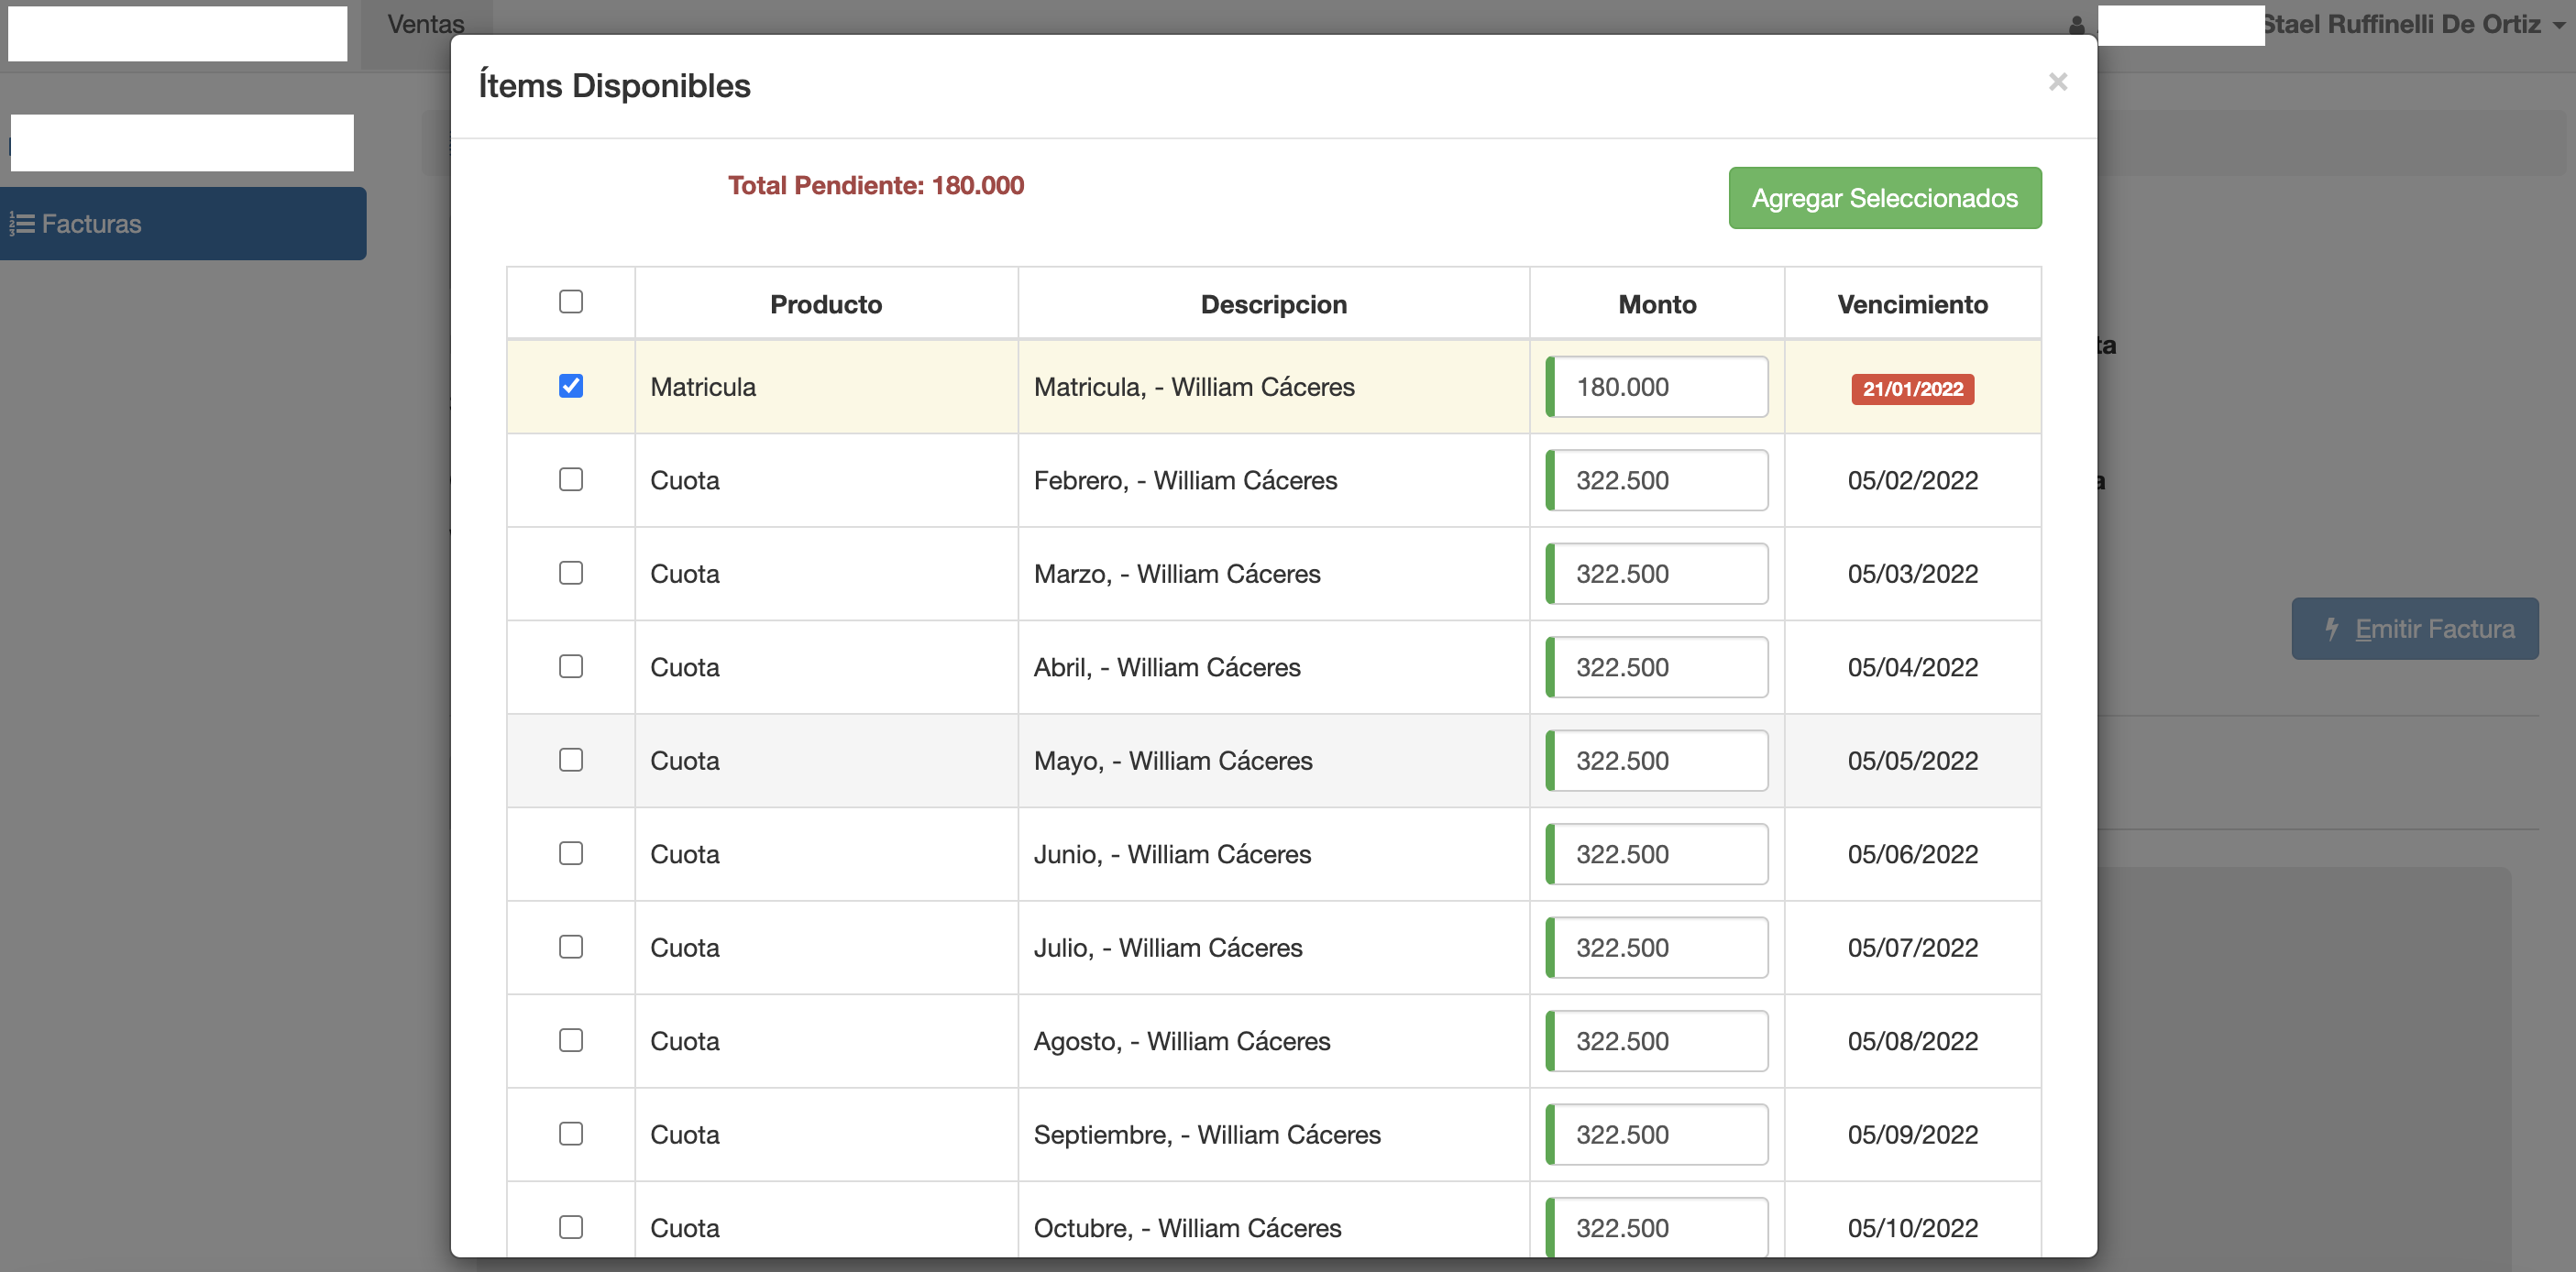 Ventas
Stael Ruffinelli De Ortiz
Ítems Disponibles
×
Total Pendiente: 180.000
Agregar Seleccionados
Facturas
Producto Descripcion Monto Vencimiento
Matricula Matricula, - William Cáceres 180.000 21/01/2022
Cuota Febrero, - William Cáceres 322.500 05/02/2022
Cuota Marzo, - William Cáceres 322.500 05/03/2022
Cuota Abril, - William Cáceres 322.500 05/04/2022
Cuota Mayo, - William Cáceres 322.500 05/05/2022
Cuota Junio, - William Cáceres 322.500 05/06/2022
Cuota Julio, - William Cáceres 322.500 05/07/2022
Cuota Agosto, - William Cáceres 322.500 05/08/2022
Cuota Septiembre, - William Cáceres 322.500 05/09/2022
Cuota Octubre, - William Cáceres 322.500 05/10/2022
Emitir Factura